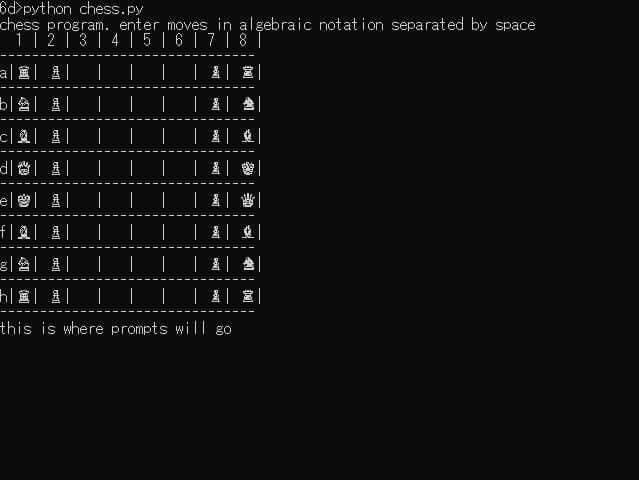 6d>python chess.py
chess program. enter moves in algebraic notation separated by space
| 1 | 2 | 3 | 4 | 5 | 6 | 7 | 8 |
--------------------------------
a|♖| ♙|   |   |   |   | ♟| ♜|
--------------------------------
b|♘| ♙|   |   |   |   | ♟| ♞|
--------------------------------
c|♗| ♙|   |   |   |   | ♟| ♝|
--------------------------------
d|♕| ♙|   |   |   |   | ♟| ♚|
--------------------------------
e|♔| ♙|   |   |   |   | ♟| ♛|
--------------------------------
f|♗| ♙|   |   |   |   | ♟| ♝|
--------------------------------
g|♘| ♙|   |   |   |   | ♟| ♞|
--------------------------------
h|♖| ♙|   |   |   |   | ♟| ♜|
--------------------------------
this is where prompts will go